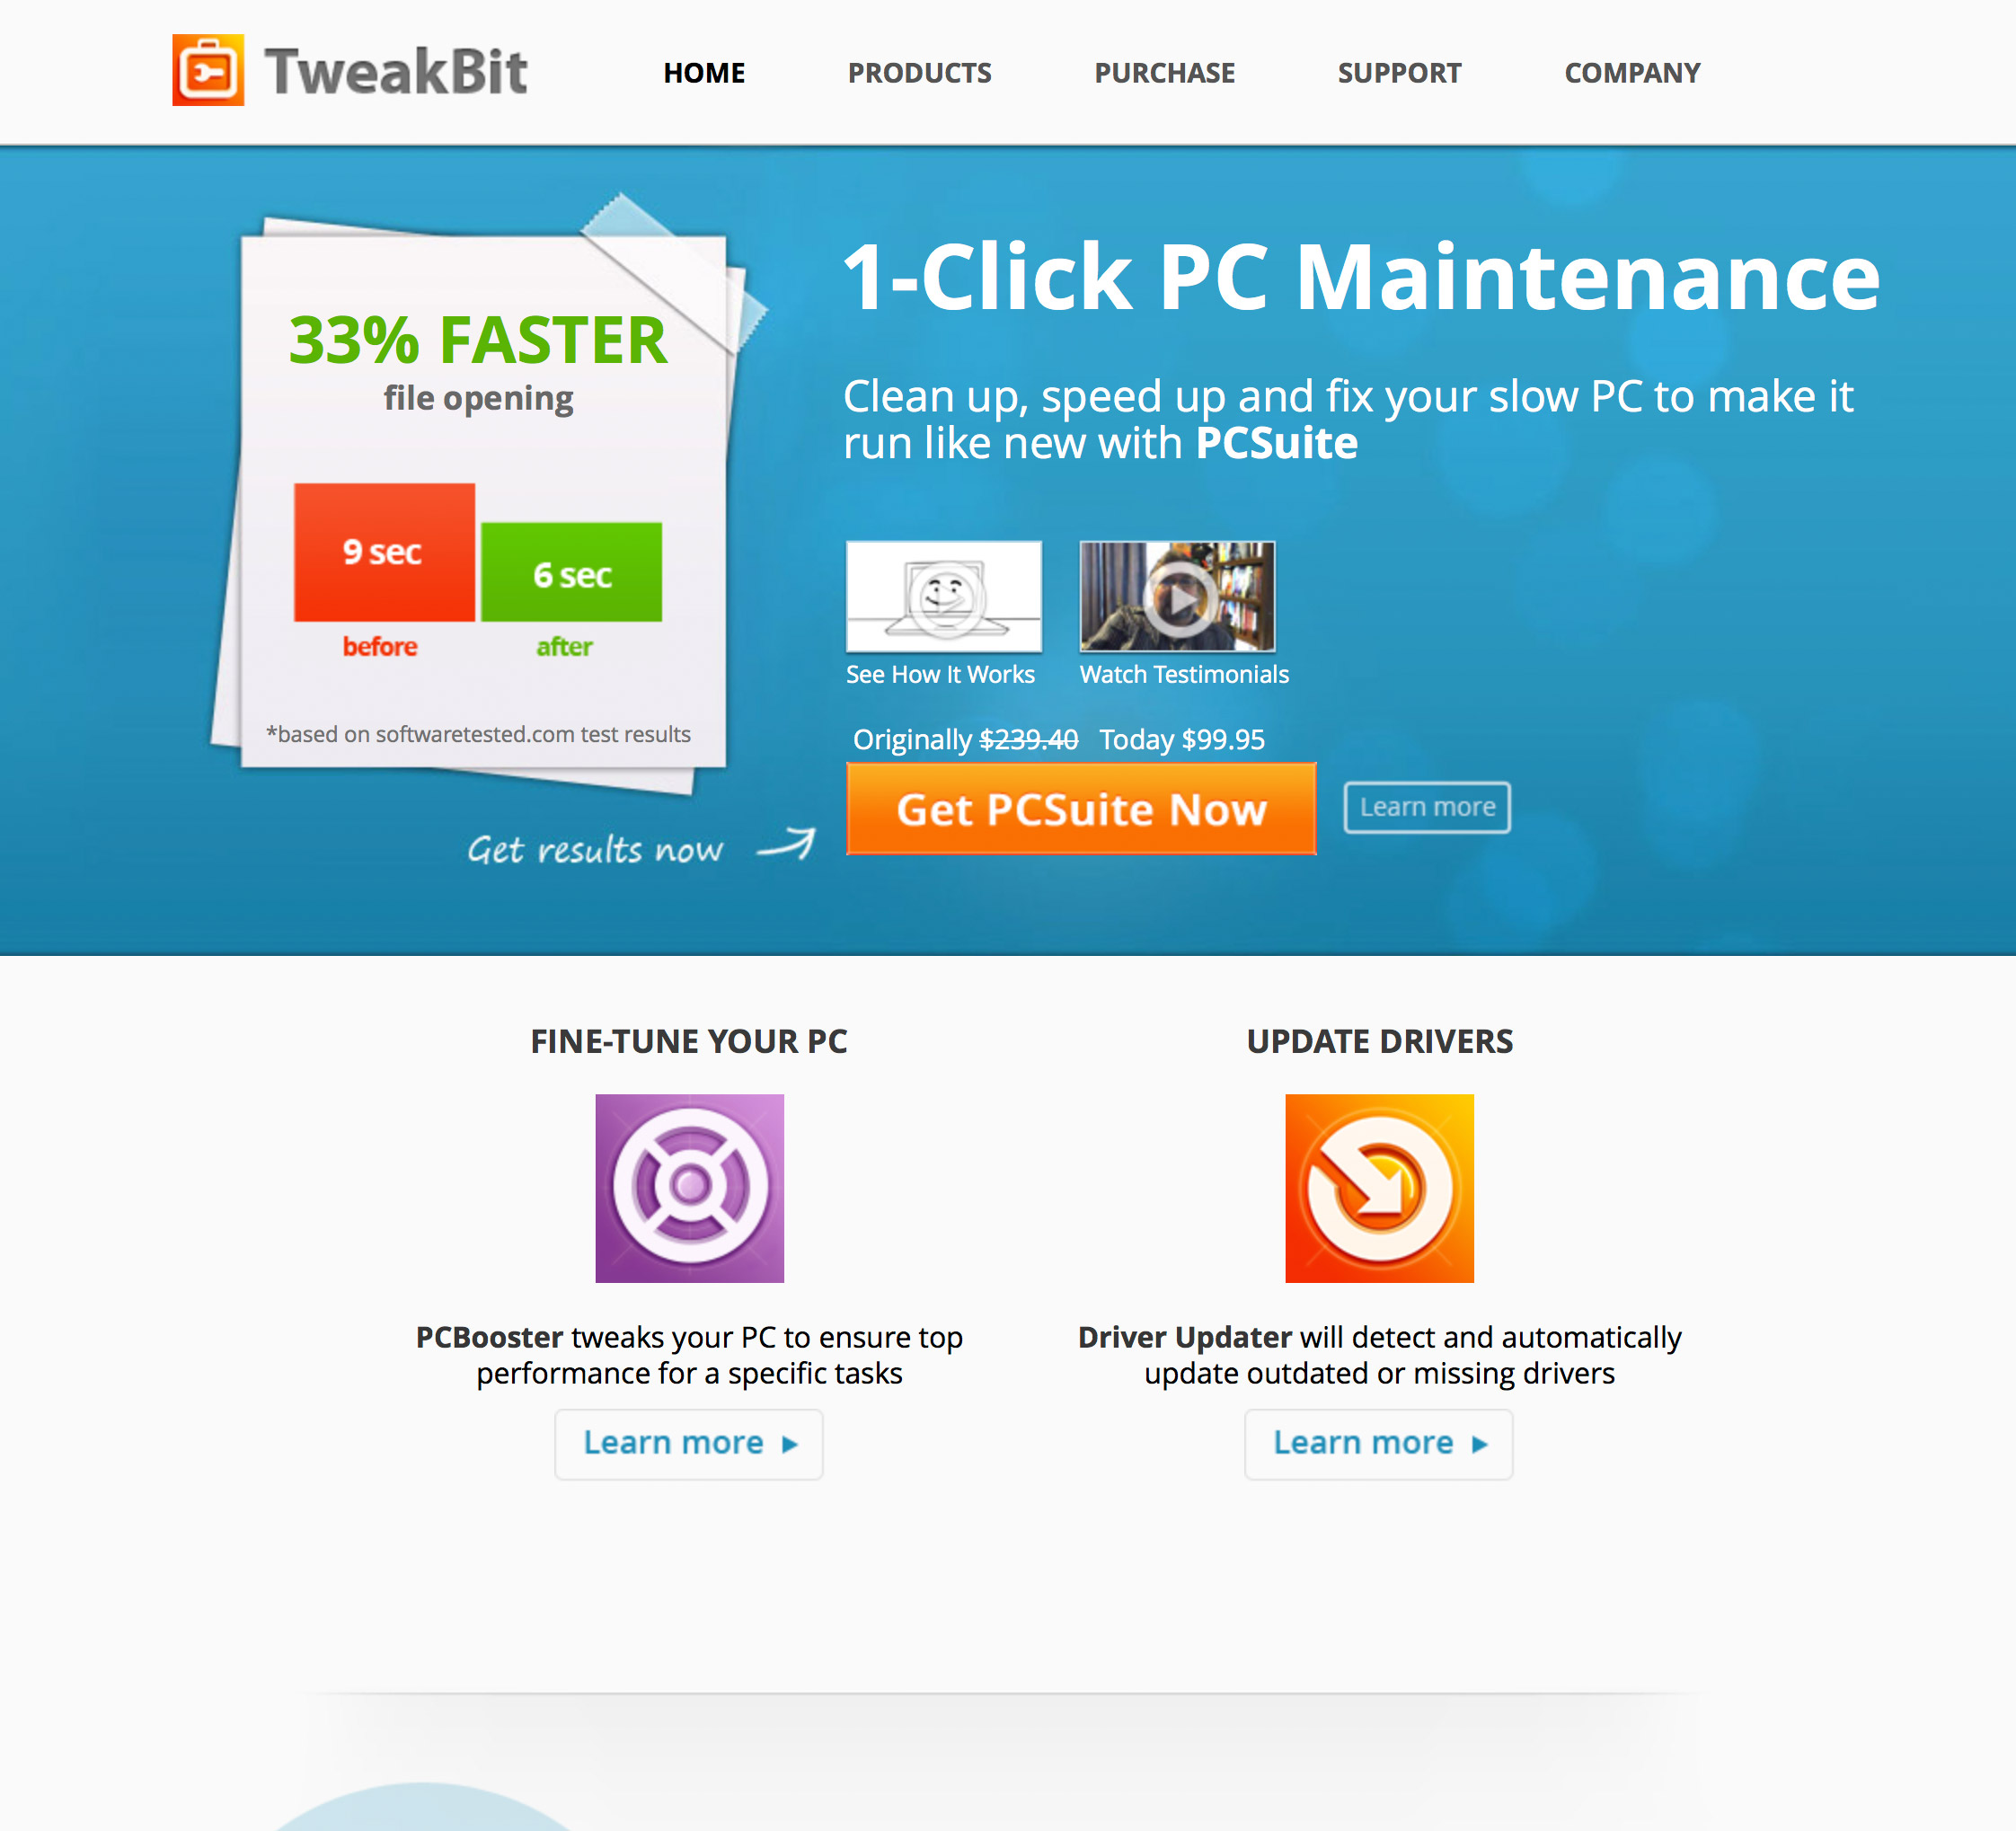 TweakBit
HOME
PRODUCTS
PURCHASE
SUPPORT
COMPANY
33% FASTER
file opening
9 sec
6 sec
before
after
*based on softwaretested.com test results
Get results now
1-Click PC Maintenance
Clean up, speed up and fix your slow PC to make it
run like new with PCSuite
See How It Works
Watch Testimonials
Originally $239.40 Today $99.95
Get PCSuite Now
Learn more
FINE-TUNE YOUR PC
PCBooster tweaks your PC to ensure top
performance for a specific tasks
Learn more
UPDATE DRIVERS
Driver Updater will detect and automatically
update outdated or missing drivers
Learn more